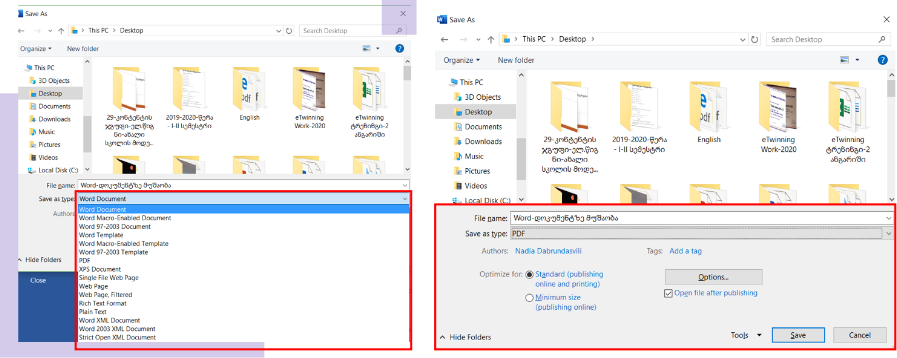 Save As
This PC > Desktop >
Search Desktop
Organize
New folder
This PC
3D Objects
Desktop
Documents
Downloads
Music
Pictures
Videos
Local Disk (C:)
29-კონტენტის
ჯგუფი-ელ.წიგ
ნი-ახალი
სკოლის მოდე...
2019-2020-წერა
- I-II სემესტრი
English
eTwinning
Work-2020
eTwinning
ტრენინგი-2
ანგარიში
File name: Word-დოკუმენტზე მუშაობა
Save as type: Word Document
Authors:
Word Document
Word Macro-Enabled Document
Word 97-2003 Document
Word Template
Word Macro-Enabled Template
Word 97-2003 Template
PDF
XPS Document
Single File Web Page
Web Page
Web Page, Filtered
Rich Text Format
Plain Text
Word XML Document
Word 2003 XML Document
Strict Open XML Document
Hide Folders
Close
Save As
This PC > Desktop >
Search Desktop
Organize
New folder
This PC
3D Objects
Desktop
Documents
Downloads
Music
Pictures
Videos
Local Disk (C:)
29-კონტენტის
ჯგუფი-ელ.წიგ
ნი-ახალი
სკოლის მოდე...
2019-2020-წერა
- I-II სემესტრი
English
eTwinning
Work-2020
eTwinning
ტრენინგი-2
ანგარიში
File name: Word-დოკუმენტზე მუშაობა
Save as type: PDF
Authors: Nadia Dabrundasvili
Tags: Add a tag
Optimize for: Standard (publishing
online and printing)
Minimum size
(publishing online)
Options...
Open file after publishing
Hide Folders
Tools
Save
Cancel